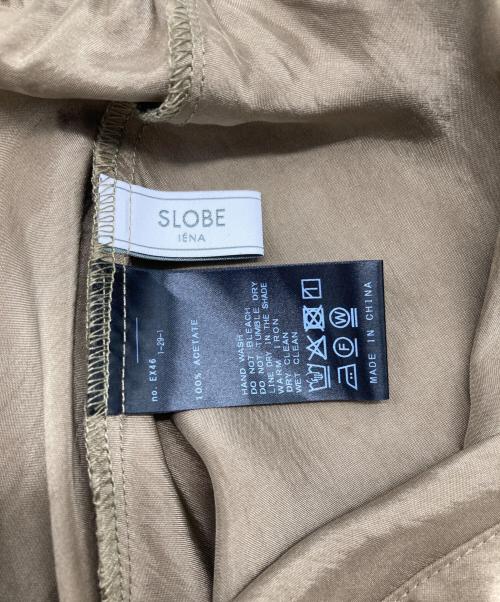 SLOBE
IÉNA
no. EX46
1-29-1
100% ACETATE
HAND WASH
DO NOT BLEACH
DO NOT TUMBLE DRY
LINE DRY IN THE SHADE
WARM IRON
DRY CLEAN
WET CLEAN
F W
MADE IN CHINA